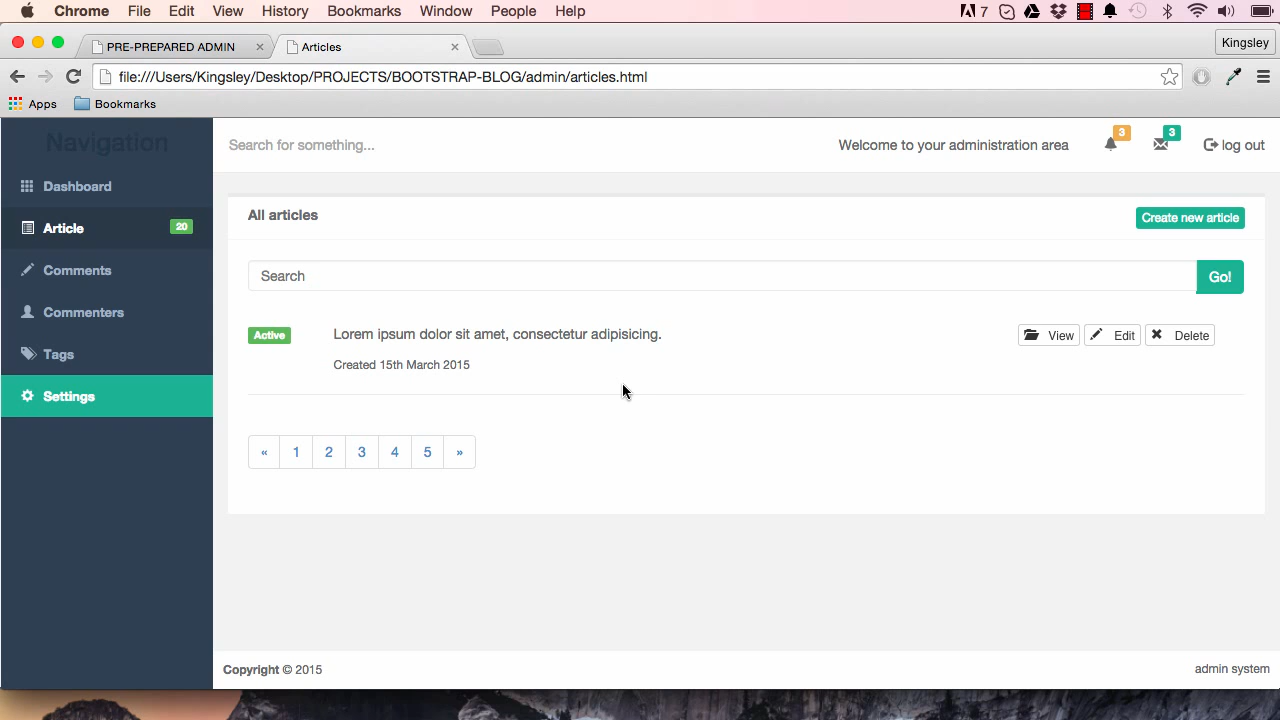 Chrome File Edit View History Bookmarks Window People Help 7
PRE-PREPARED ADMIN Articles Kingsley
file:///Users/Kingsley/Desktop/PROJECTS/BOOTSTRAP-BLOG/admin/articles.html
Apps Bookmarks
Navigation
Search for something...
Welcome to your administration area 3 3 log out
Dashboard
Article 20
Comments
Commenters
Tags
Settings
All articles Create new article
Search Go!
Active Lorem ipsum dolor sit amet, consectetur adipisicing. View Edit Delete
Created 15th March 2015
« 1 2 3 4 5 »
Copyright © 2015 admin system